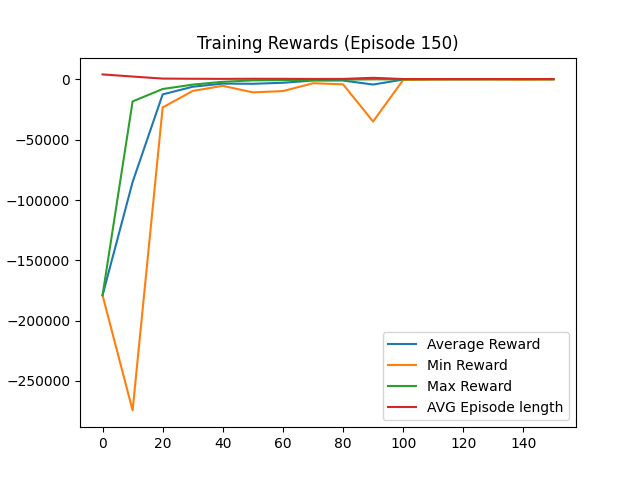 Training Rewards (Episode 150)
0
−50000
−100000
−150000
−200000
−250000
Average Reward
Min Reward
Max Reward
AVG Episode length
0 20 40 60 80 100 120 140